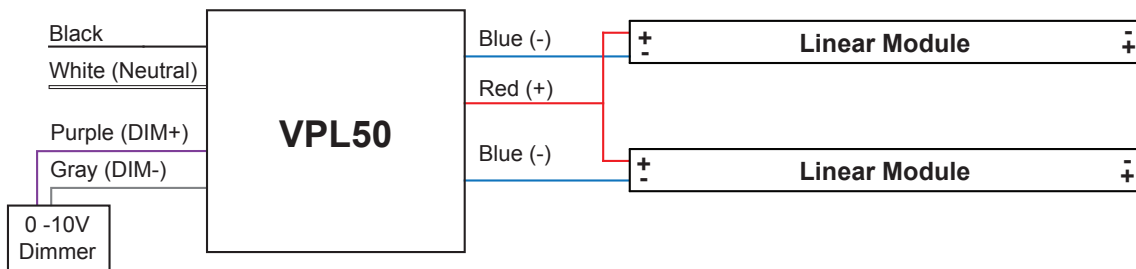 Black
White (Neutral)
Purple (DIM+)
Gray (DIM-)
0 -10V
Dimmer
VPL50
Blue (-)
Red (+)
Blue (-)
+
-
Linear Module
-
+
+
-
Linear Module
-
+